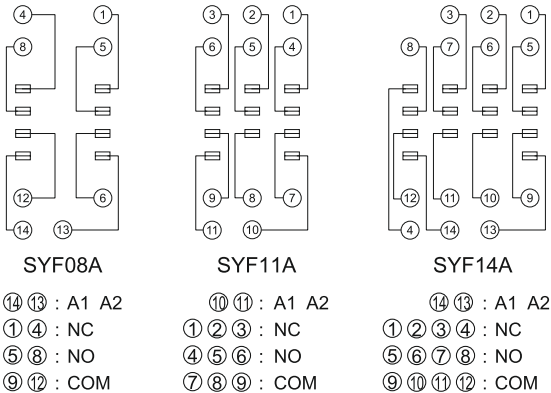 ④ ①
⑧ ⑤
⑫ ⑥
⑭ ⑬
SYF08A
⑭ ⑬ : A1 A2
① ④ : NC
⑤ ⑧ : NO
⑨ ⑫ : COM
③ ② ①
⑥ ⑤ ④
⑨ ⑧ ⑦
⑪ ⑩
SYF11A
⑩ ⑪ : A1 A2
① ② ③ : NC
④ ⑤ ⑥ : NO
⑦ ⑧ ⑨ : COM
③ ② ①
⑧ ⑦ ⑥ ⑤
⑫ ⑪ ⑩ ⑨
④ ⑭ ⑬
SYF14A
⑭ ⑬ : A1 A2
① ② ③ ④ : NC
⑤ ⑥ ⑦ ⑧ : NO
⑨ ⑩ ⑪ ⑫ : COM